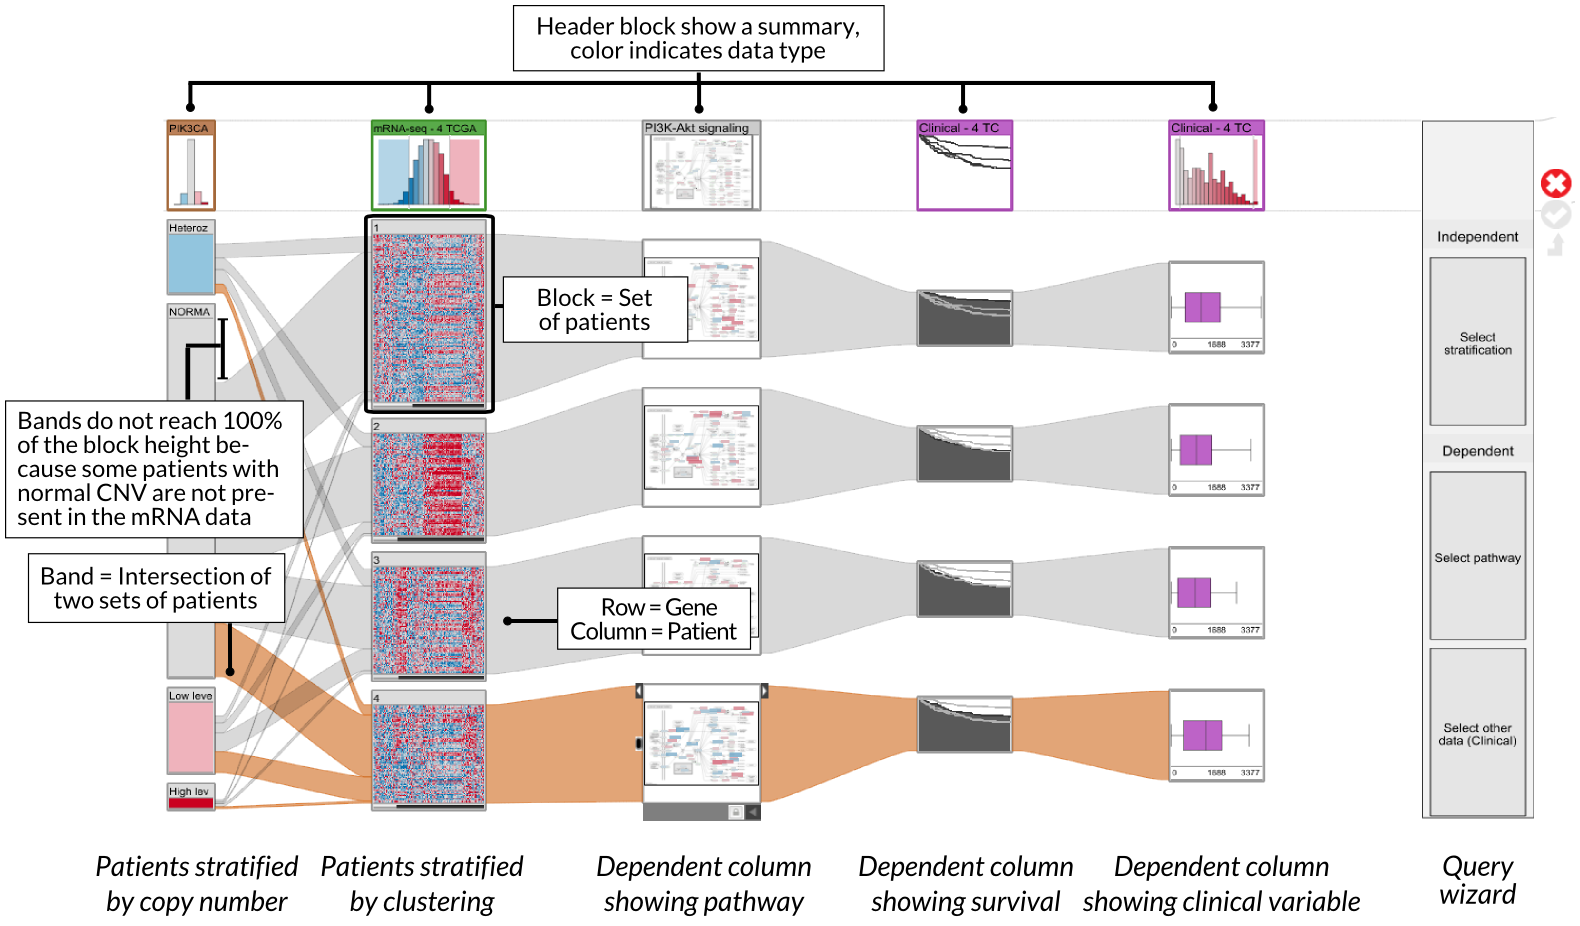 Header block show a summary,
color indicates data type
PIK3CA
mRNA-seq - 4 TCGA
PI3K-Akt signaling
Clinical - 4 TC
Clinical - 4 TC
Heteroz
NORMA
Low leve
High lev
1
2
3
4
Block = Set
of patients
Bands do not reach 100%
of the block height be-
cause some patients with
normal CNV are not pre-
sent in the mRNA data
Band = Intersection of
two sets of patients
Row = Gene
Column = Patient
0 1688 3377
0 1688 3377
0 1688 3377
0 1688 3377
Independent
Select
stratification
Dependent
Select pathway
Select other
data (Clinical)
Patients stratified
by copy number
Patients stratified
by clustering
Dependent column
showing pathway
Dependent column
showing survival
Dependent column
showing clinical variable
Query
wizard